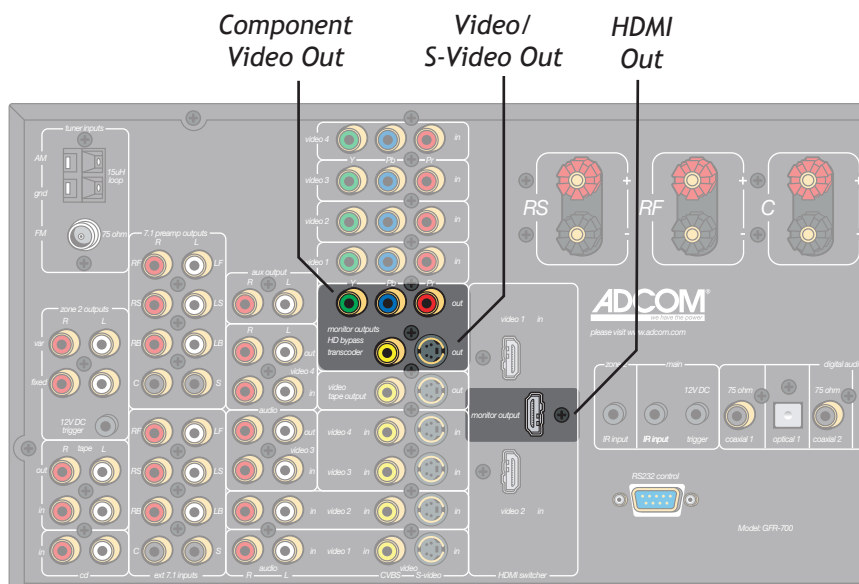 Component
Video Out
Video/
S-Video Out
HDMI
Out
tuner inputs
AM
15uH
loop
gnd
FM
75 ohm
7.1 preamp outputs
R
L
RF
LF
RS
LS
RB
LB
C
S
zone 2 outputs
R
L
var
fixed
12V DC
trigger
R
tape
L
out
in
in
cd
RF
LF
RS
LS
RB
LB
C
S
ext 7.1 inputs
aux output
R
L
R
L
out
video 4
in
audio
out
video 3
in
in
in
audio
R
L
video 4
in
Y
Pb
Pr
video 3
in
video 2
in
video 1
in
Y
Pb
Pr
out
monitor outputs
HD bypass
transcoder
out
video
tape output
out
video 4
in
video 3
in
video 2
in
video 1
in
video
CVBS
S-video
video 1
in
monitor output
video 2
in
HDMI switcher
RS
+
-
RF
+
-
C
+
-
ADCOM®
we have the power
please visit www.adcom.com
zone 2
main
digital audio
12V DC
75 ohm
75 ohm
IR input
IR input
trigger
coaxial 1
optical 1
coaxial 2
RS232 control
Model: GFR-700